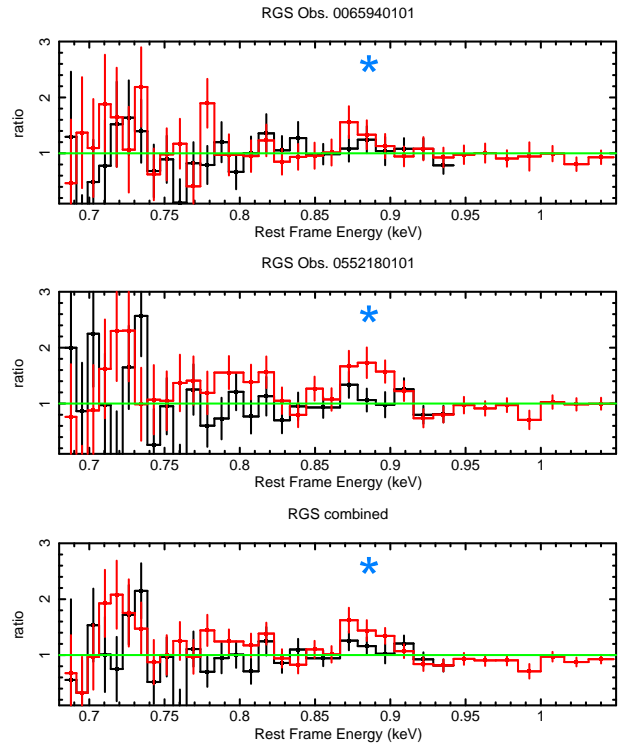 RGS Obs. 0065940101
3
2
1
ratio
*
0.7 0.75 0.8 0.85 0.9 0.95 1
Rest Frame Energy (keV)
RGS Obs. 0552180101
3
2
1
ratio
*
0.7 0.75 0.8 0.85 0.9 0.95 1
Rest Frame Energy (keV)
RGS combined
3
2
1
ratio
*
0.7 0.75 0.8 0.85 0.9 0.95 1
Rest Frame Energy (keV)